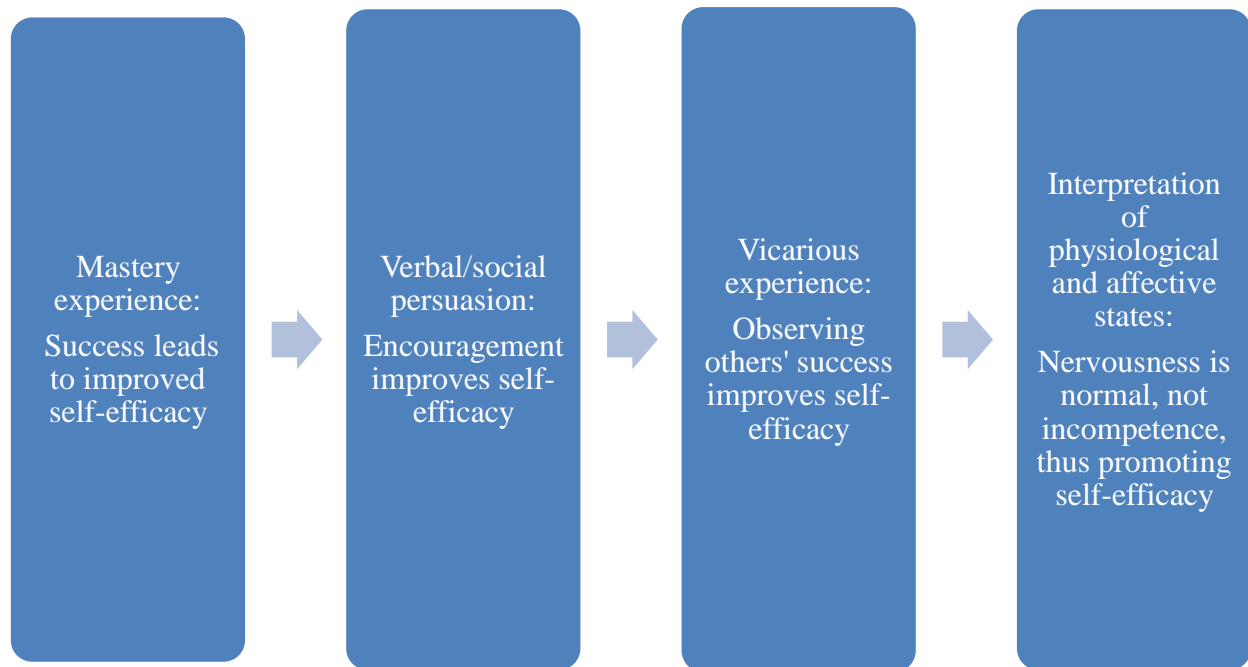 Mastery
experience:
Success leads
to improved
self-efficacy
Verbal/social
persuasion:
Encouragement
improves self-
efficacy
Vicarious
experience:
Observing
others' success
improves self-
efficacy
Interpretation
of
physiological
and affective
states:
Nervousness is
normal, not
incompetence,
thus promoting
self-efficacy